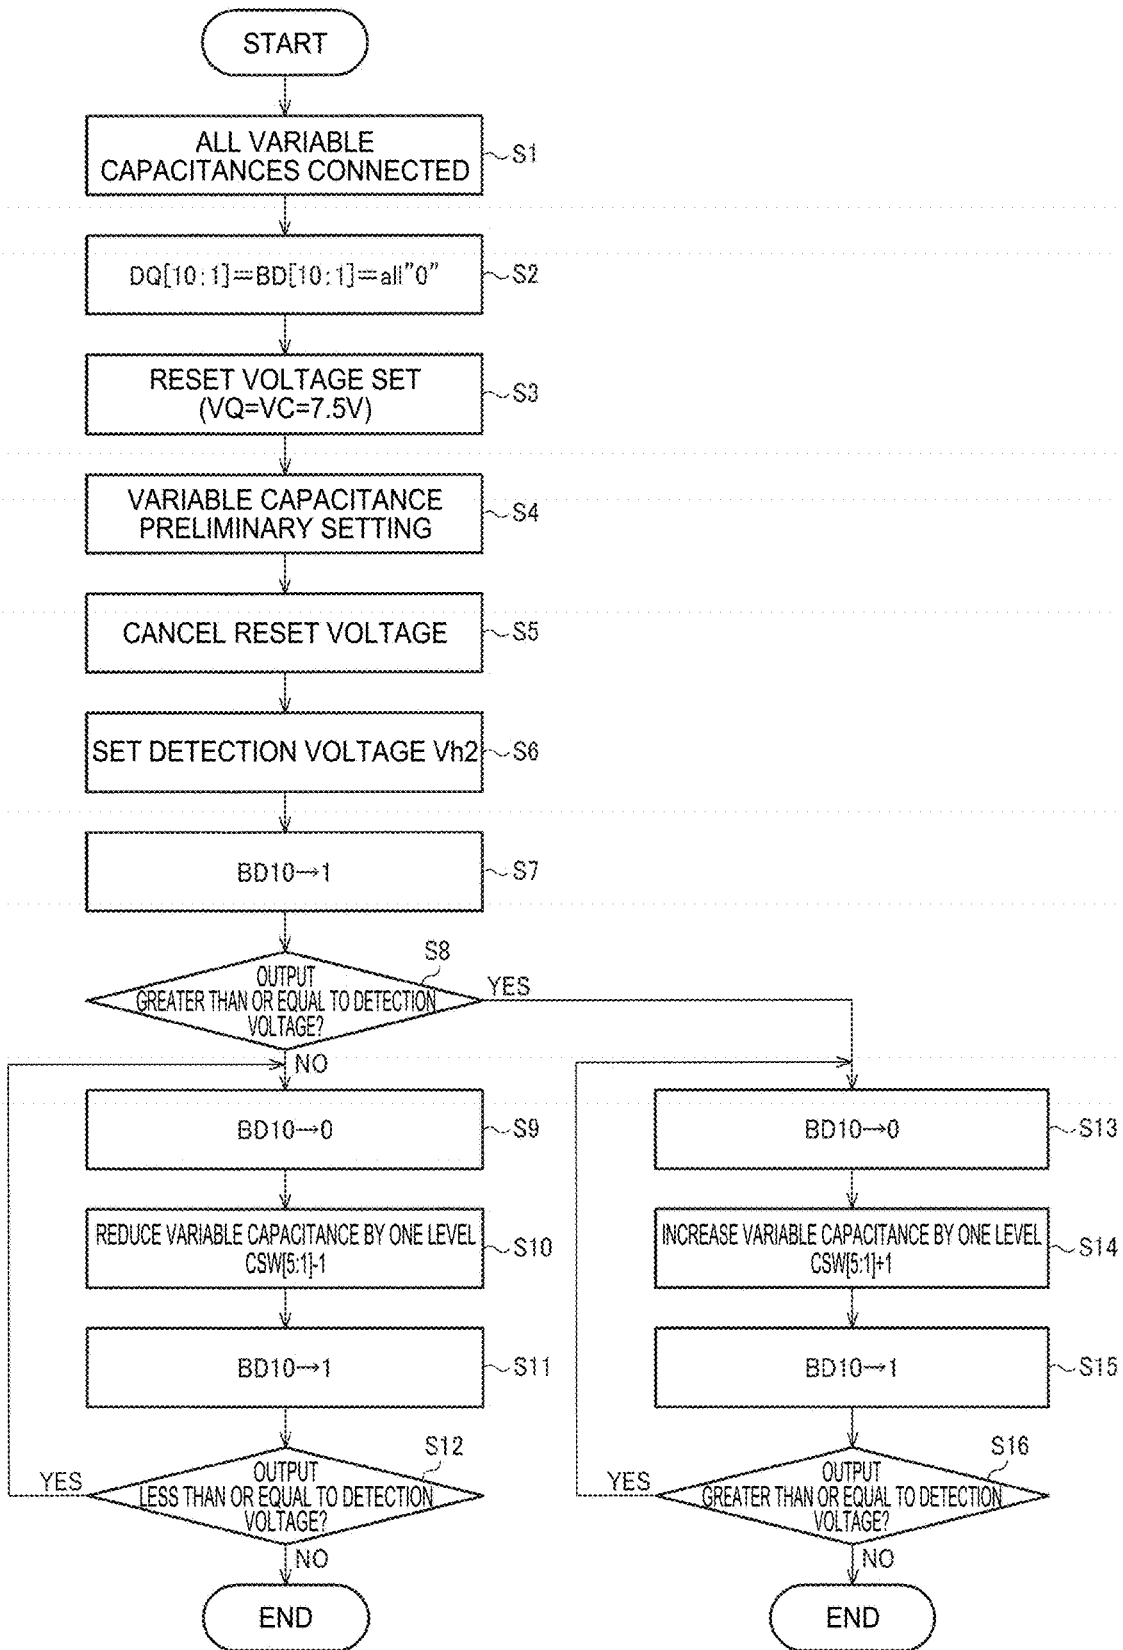 START
ALL VARIABLE
CAPACITANCES CONNECTED
S1
DQ[10:1]=BD[10:1]=all"0"
S2
RESET VOLTAGE SET
(VQ=VC=7.5V)
S3
VARIABLE CAPACITANCE
PRELIMINARY SETTING
S4
CANCEL RESET VOLTAGE
S5
SET DETECTION VOLTAGE Vh2
S6
BD10→1
S7
S8
OUTPUT
GREATER THAN OR EQUAL TO DETECTION
VOLTAGE?
YES
NO
BD10→0
S9
REDUCE VARIABLE CAPACITANCE BY ONE LEVEL
CSW[5:1]-1
S10
BD10→1
S11
S12
OUTPUT
LESS THAN OR EQUAL TO DETECTION
VOLTAGE?
YES
NO
END
BD10→0
S13
INCREASE VARIABLE CAPACITANCE BY ONE LEVEL
CSW[5:1]+1
S14
BD10→1
S15
S16
OUTPUT
GREATER THAN OR EQUAL TO DETECTION
VOLTAGE?
YES
NO
END